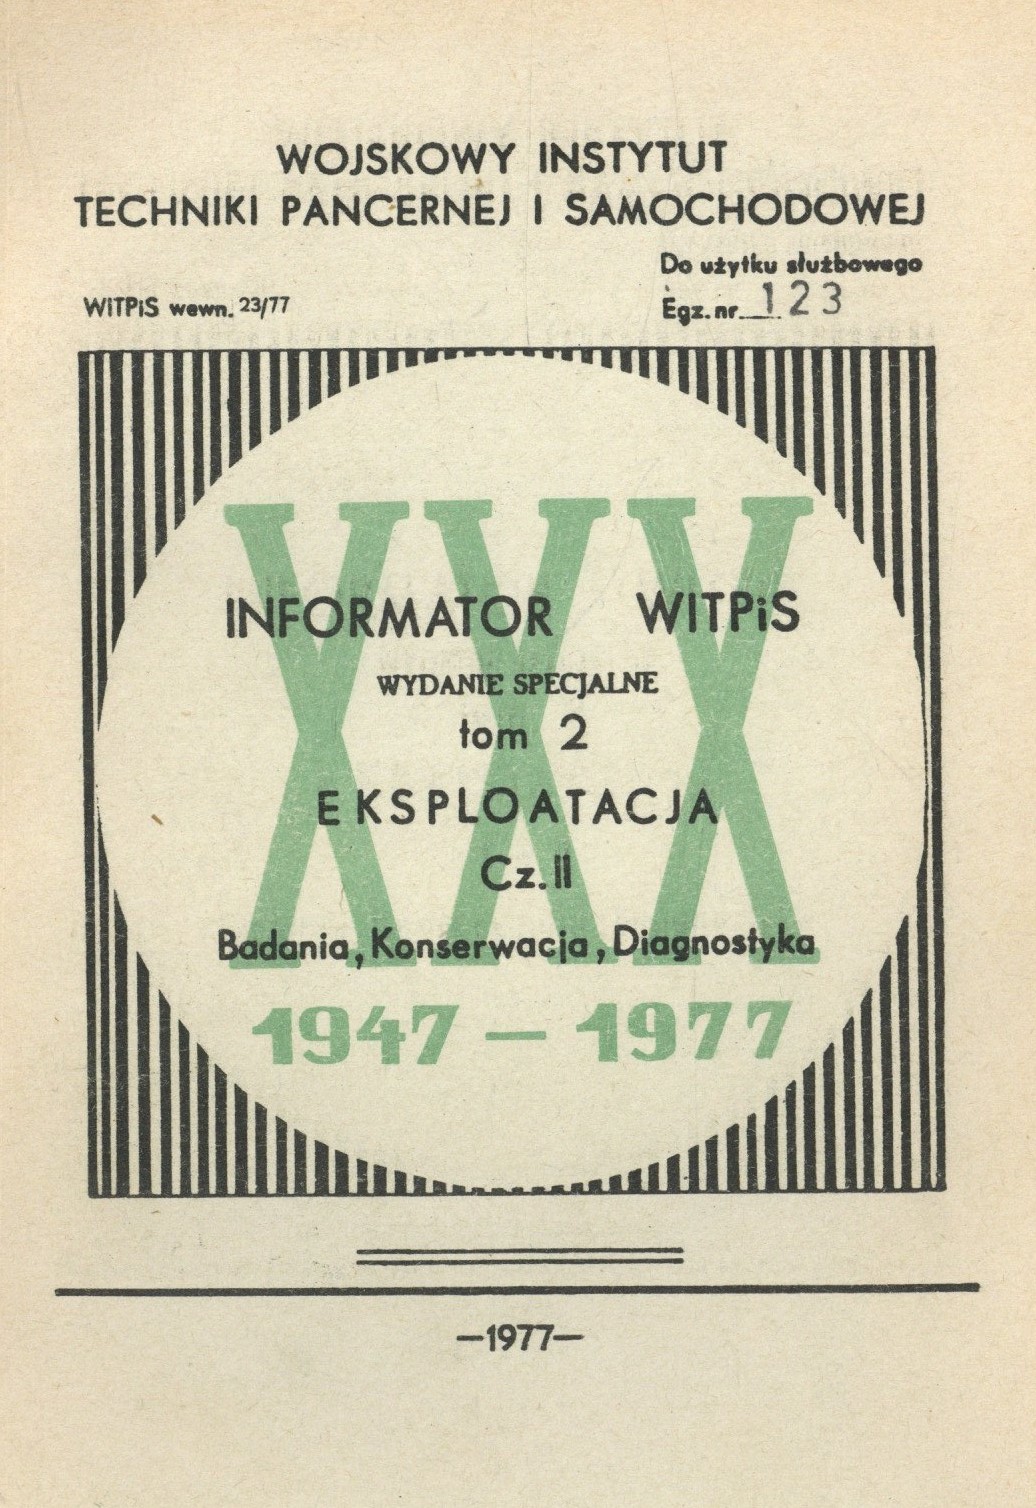 WOJSKOWY INSTYTUT
TECHNIKI PANCERNEJ I SAMOCHODOWEJ
Do użytku służbowego
WITPiS wewn. 23/77
Egz. nr 123
XXX
INFORMATOR WITPiS
WYDANIE SPECJALNE
tom 2
EKSPLOATACJA
Cz. II
Badania, Konserwacja, Diagnostyka
1947 — 1977
—1977—